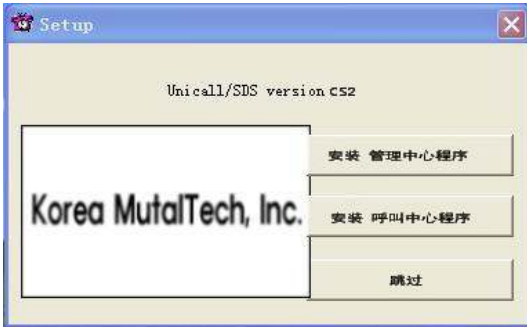 Setup
Unicall/SDS version CS2
安装 管理中心程序
Korea MutalTech, Inc.
安装 呼叫中心程序
跳过